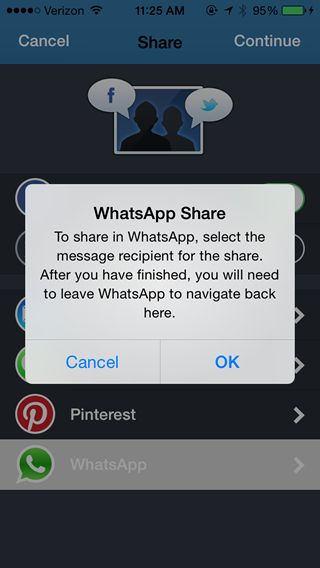 Verizon 11:25 AM 95%
Cancel Share Continue
f
WhatsApp Share
To share in WhatsApp, select the
message recipient for the share.
After you have finished, you will need
to leave WhatsApp to navigate back
here.
Cancel OK
Pinterest
WhatsApp